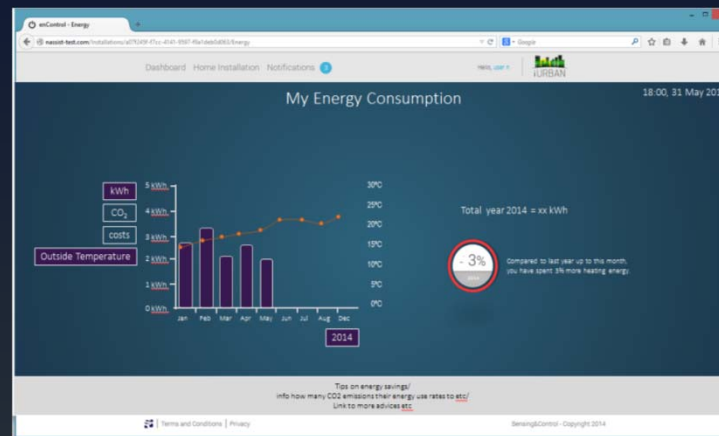 enControl - Energy
Google
Dashboard Home Installation Notifications
Hello, user
iURBAN
My Energy Consumption
18:00, 31 May 201
kWh
CO₂
costs
Outside Temperature
5 kWh
4 kWh
3 kWh
2 kWh
1 kWh
0 kWh
30ºC
25ºC
20ºC
15ºC
10ºC
5ºC
0ºC
Jan Feb Mar Apr May Jun Jul Aug Dec
2014
Total year 2014 = xx kWh
- 3%
Compared to last year up to this month,
you have spent 3% more heating energy.
Tips on energy savings/
info how many CO2 emissions their energy use rates to etc/
Link to more advices etc
Terms and Conditions | Privacy
Sensing&Control - Copyright 2014